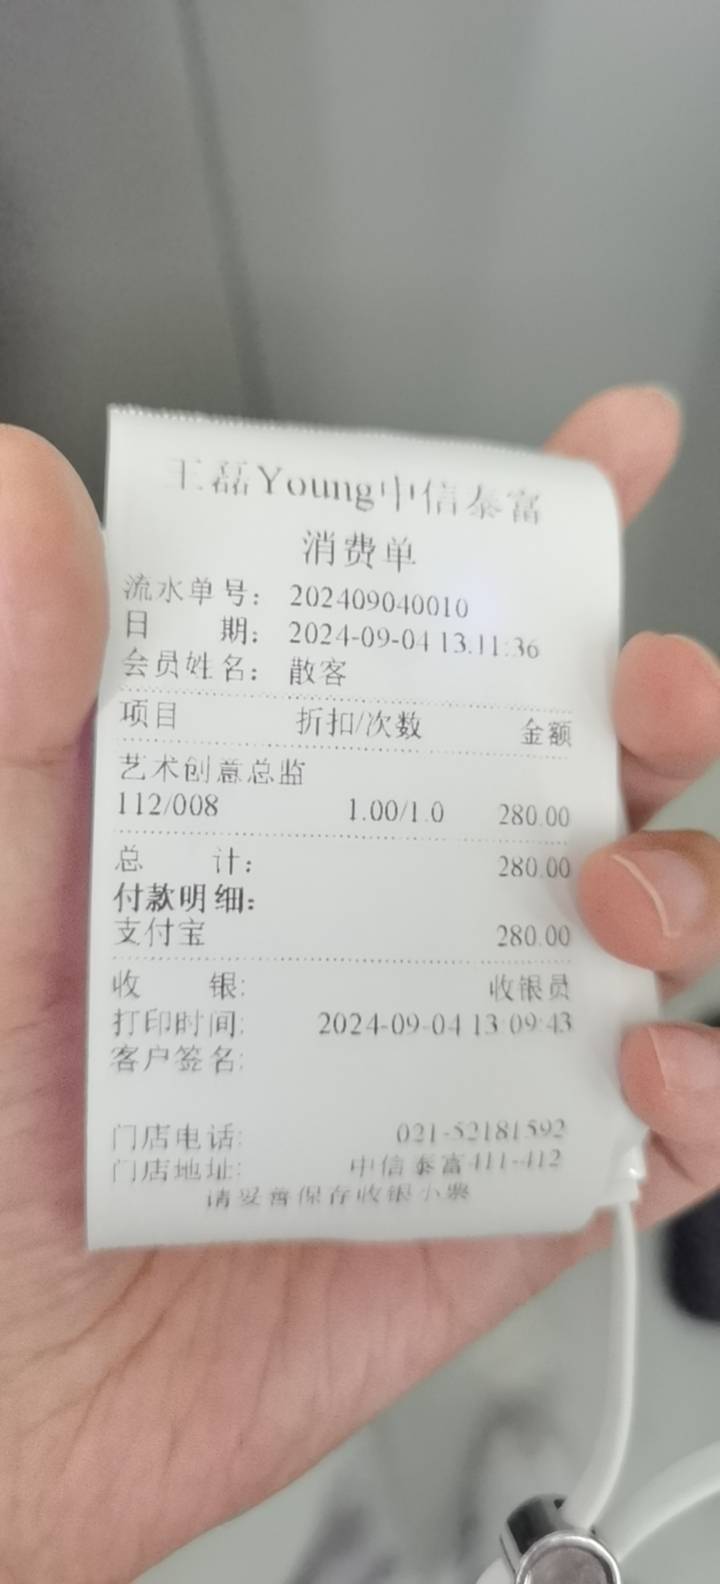 王磊Young中信泰富
消费单
流水单号： 202409040010
日 期： 2024-09-04 13:11:36
会员姓名： 散客
项目 折扣/次数 金额
艺术创意总监
112/008 1.00/1.0 280.00
总 计： 280.00
付款明细：
支付宝 280.00
收 银: 收银员
打印时间: 2024-09-04 13:09:43
客户签名:
门店电话: 021-52181592
门店地址: 中信泰富411-412
请妥善保存收银小票